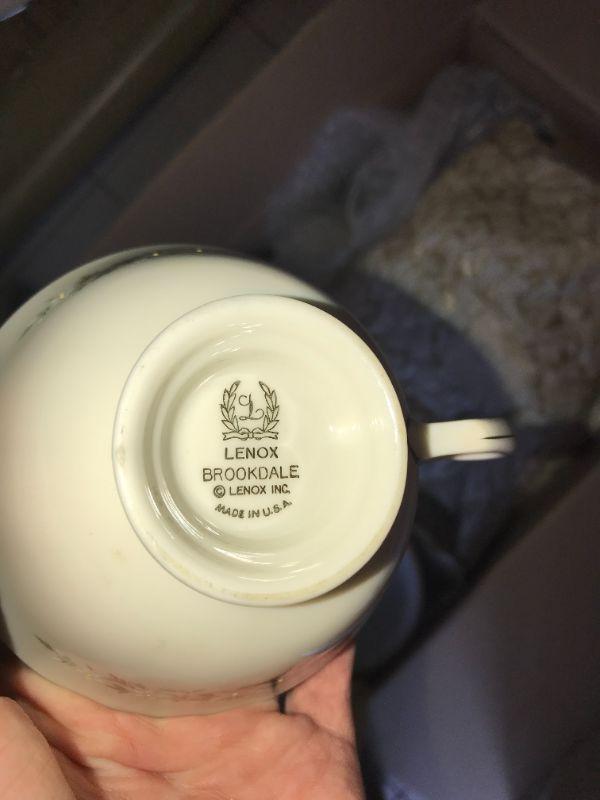 L
LENOX
BROOKDALE
© LENOX INC.
MADE IN U.S.A.